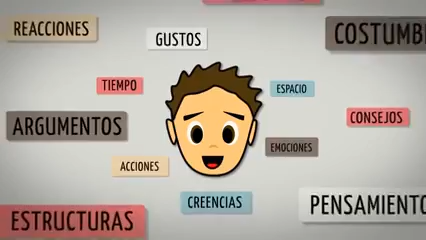 REACCIONES
GUSTOS
COSTUMB
TIEMPO
ESPACIO
ARGUMENTOS
CONSEJOS
EMOCIONES
ACCIONES
CREENCIAS
ESTRUCTURAS
PENSAMIENTO